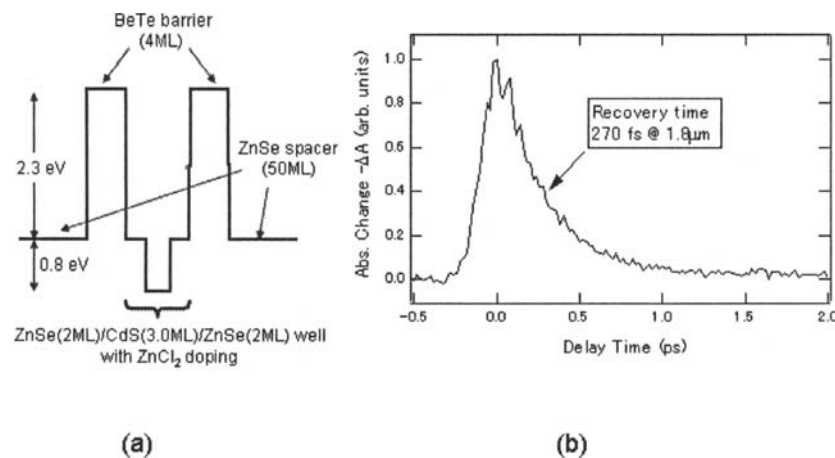 BeTe barrier
(4ML)
2.3 eV
ZnSe spacer
(50ML)
0.8 eV
ZnSe(2ML)/CdS(3.0ML)/ZnSe(2ML) well
with ZnCl₂ doping
(a)
Abs. Change -ΔA (arb. units)
1.0
0.8
0.6
0.4
0.2
0.0
Recovery time
270 fs @ 1.8μm
-0.5
0.0
0.5
1.0
1.5
2.0
Delay Time (ps)
(b)